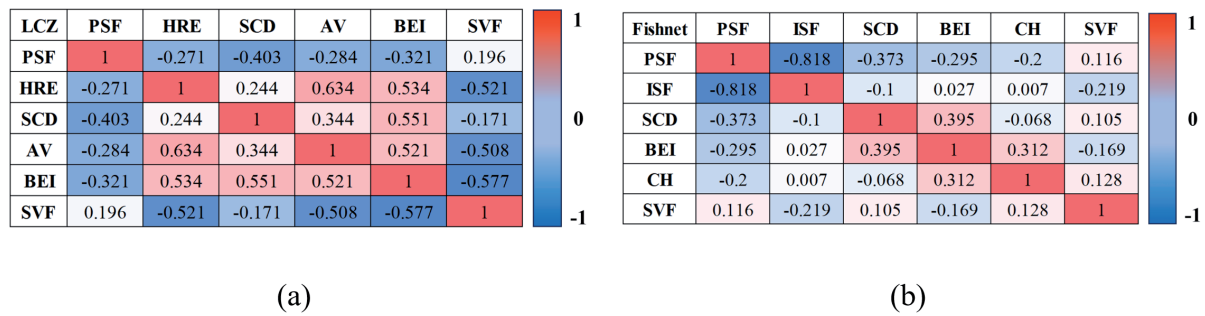 LCZ PSF HRE SCD AV BEI SVF
PSF 1 -0.271 -0.403 -0.284 -0.321 0.196
HRE -0.271 1 0.244 0.634 0.534 -0.521
SCD -0.403 0.244 1 0.344 0.551 -0.171
AV -0.284 0.634 0.344 1 0.521 -0.508
BEI -0.321 0.534 0.551 0.521 1 -0.577
SVF 0.196 -0.521 -0.171 -0.508 -0.577 1
1
0
-1
(a)
Fishnet PSF ISF SCD BEI CH SVF
PSF 1 -0.818 -0.373 -0.295 -0.2 0.116
ISF -0.818 1 -0.1 0.027 0.007 -0.219
SCD -0.373 -0.1 1 0.395 -0.068 0.105
BEI -0.295 0.027 0.395 1 0.312 -0.169
CH -0.2 0.007 -0.068 0.312 1 0.128
SVF 0.116 -0.219 0.105 -0.169 0.128 1
1
0
-1
(b)